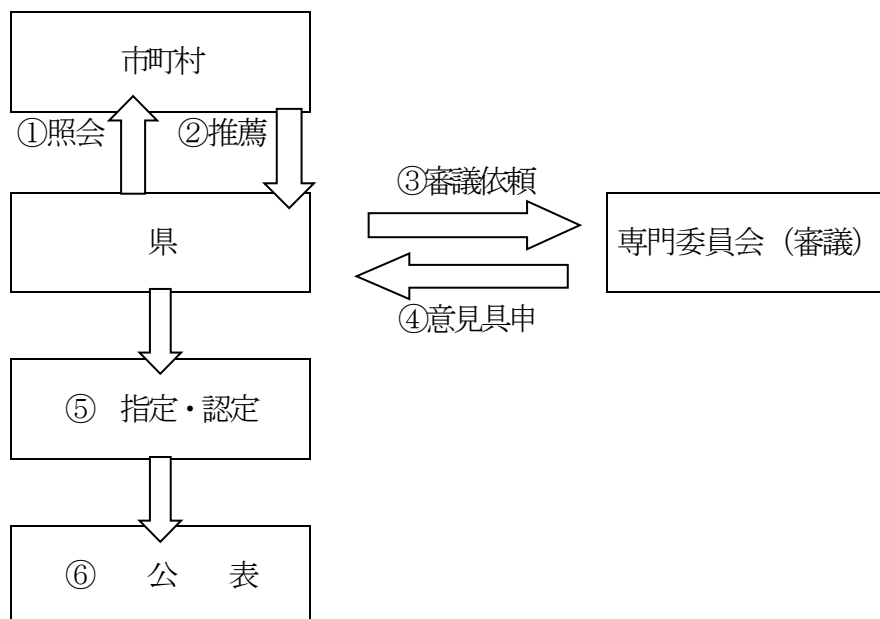 市町村
①照会
②推薦
③審議依頼
県
専門委員会（審議）
④意見具申
⑤　指定・認定
⑥　公　表